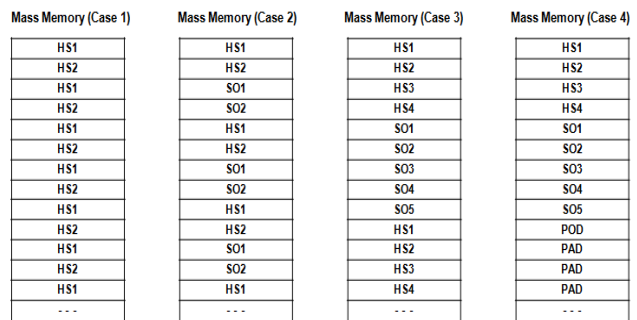 Mass Memory (Case 1) Mass Memory (Case 2) Mass Memory (Case 3) Mass Memory (Case 4)
HS1 HS1 HS1 HS1
HS2 HS2 HS2 HS2
HS1 SO1 HS3 HS3
HS2 SO2 HS4 HS4
HS1 HS1 SO1 SO1
HS2 HS2 SO2 SO2
HS1 SO1 SO3 SO3
HS2 SO2 SO4 SO4
HS1 HS1 SO5 SO5
HS2 HS2 HS1 POD
HS1 SO1 HS2 PAD
HS2 SO2 HS3 PAD
HS1 HS1 HS4 PAD
- - - - - - - - - - - -